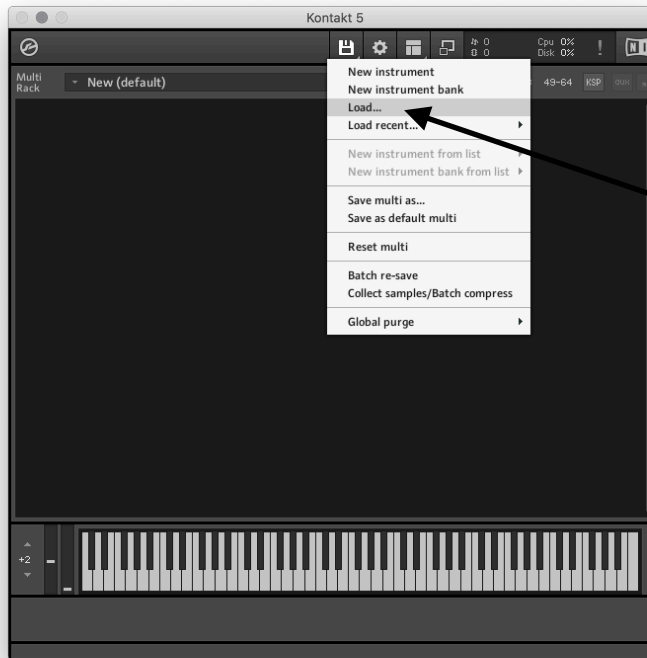 Kontakt 5
0 Cpu 0%
0 Disk 0% !
Multi
Rack
New (default)
49-64 KSP aux
New instrument
New instrument bank
Load...
Load recent...
New instrument from list
New instrument bank from list
Save multi as...
Save as default multi
Reset multi
Batch re-save
Collect samples/Batch compress
Global purge
+2